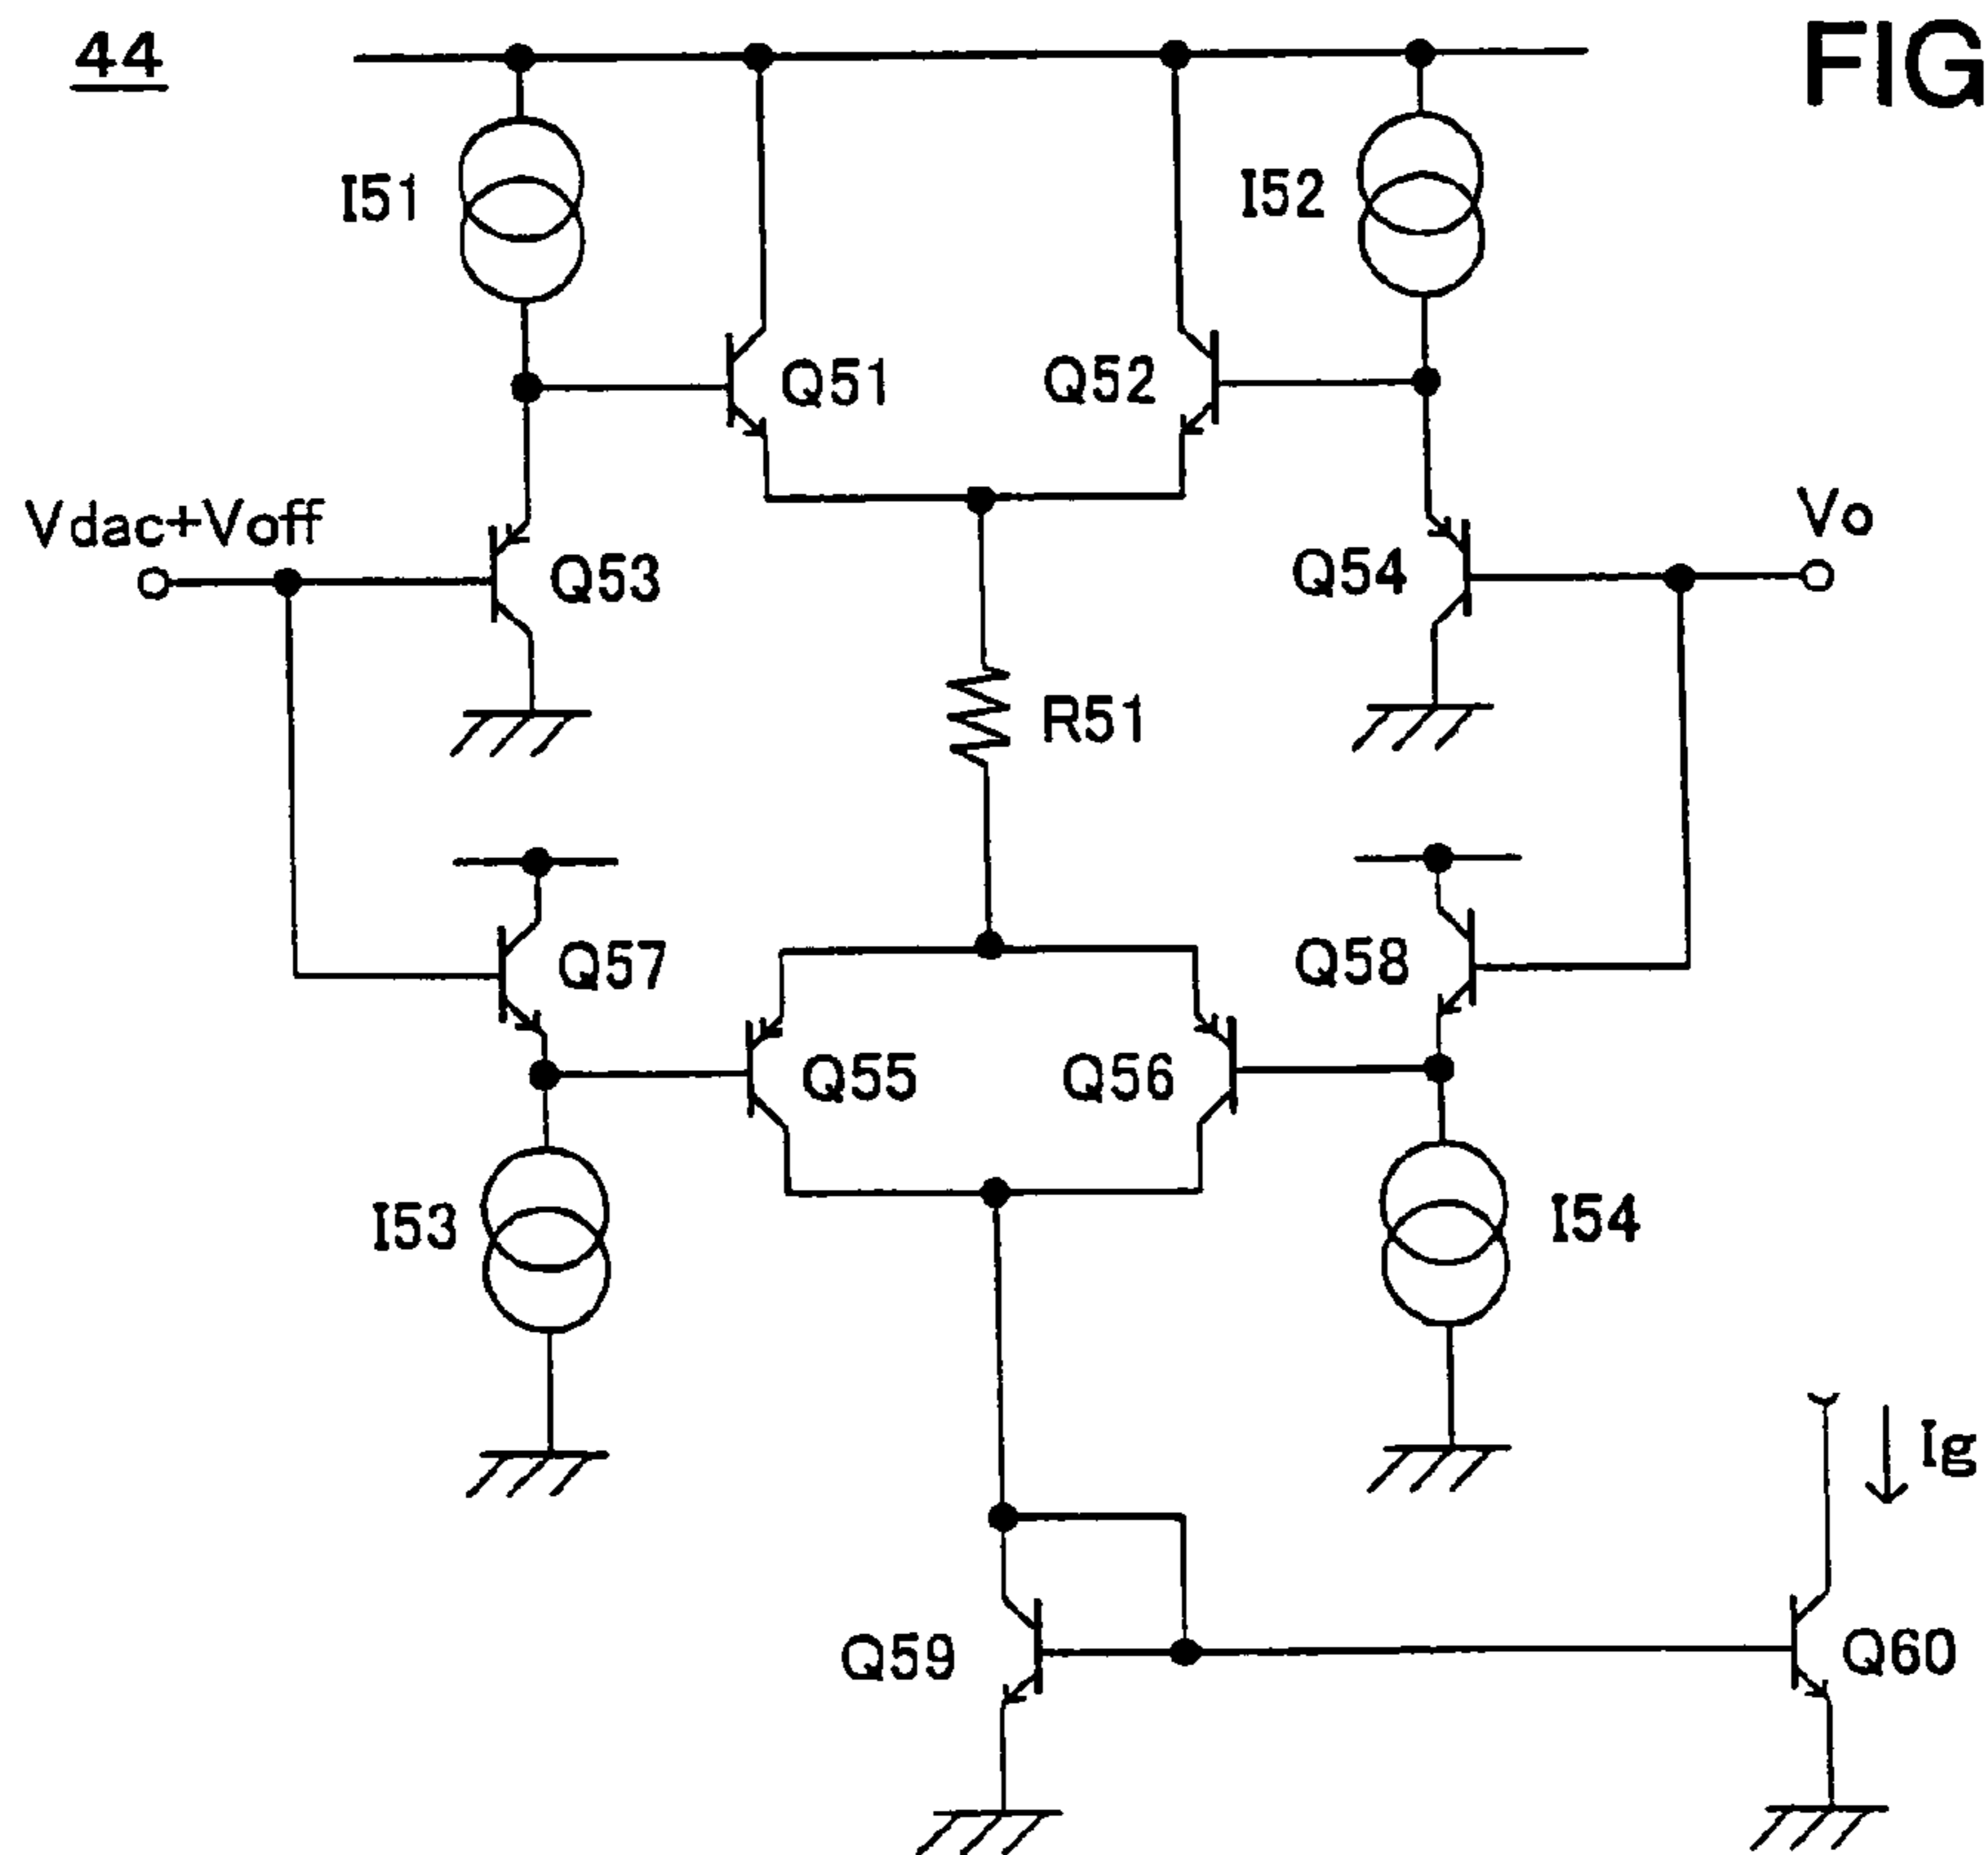 44
FIG
I51
I52
Q51
Q52
Vdac+Voff
Vo
Q53
Q54
R51
Q57
Q58
Q55
Q56
I53
I54
Ig
Q59
Q60